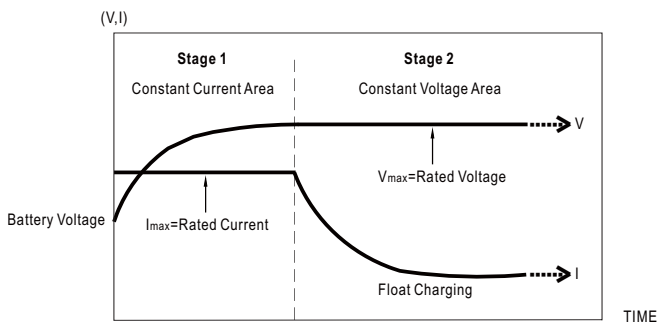 (V,I)
Stage 1
Stage 2
Constant Current Area
Constant Voltage Area
V
Vmax=Rated Voltage
Battery Voltage
Imax=Rated Current
I
Float Charging
TIME